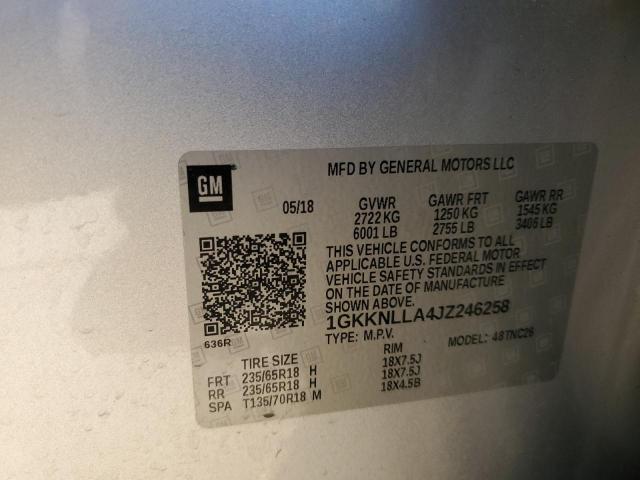 GM
MFD BY GENERAL MOTORS LLC
05/18 GVWR GAWR FRT GAWR RR
2722 KG 1250 KG 1545 KG
6001 LB 2755 LB 3406 LB
THIS VEHICLE CONFORMS TO ALL
APPLICABLE U.S. FEDERAL MOTOR
VEHICLE SAFETY STANDARDS IN EFFECT
ON THE DATE OF MANUFACTURE
SHOWN ABOVE.
1GKKNLLA4JZ246258
636R
TYPE: M.P.V. MODEL: 48TNC26
TIRE SIZE RIM
FRT 235/65R18 H 18X7.5J
RR 235/65R18 H 18X7.5J
SPA T135/70R18 M 18X4.5B